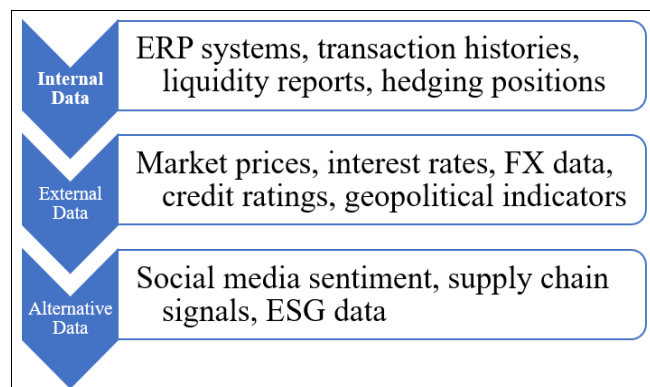 Internal
Data
ERP systems, transaction histories,
liquidity reports, hedging positions
External
Data
Market prices, interest rates, FX data,
credit ratings, geopolitical indicators
Alternative
Data
Social media sentiment, supply chain
signals, ESG data